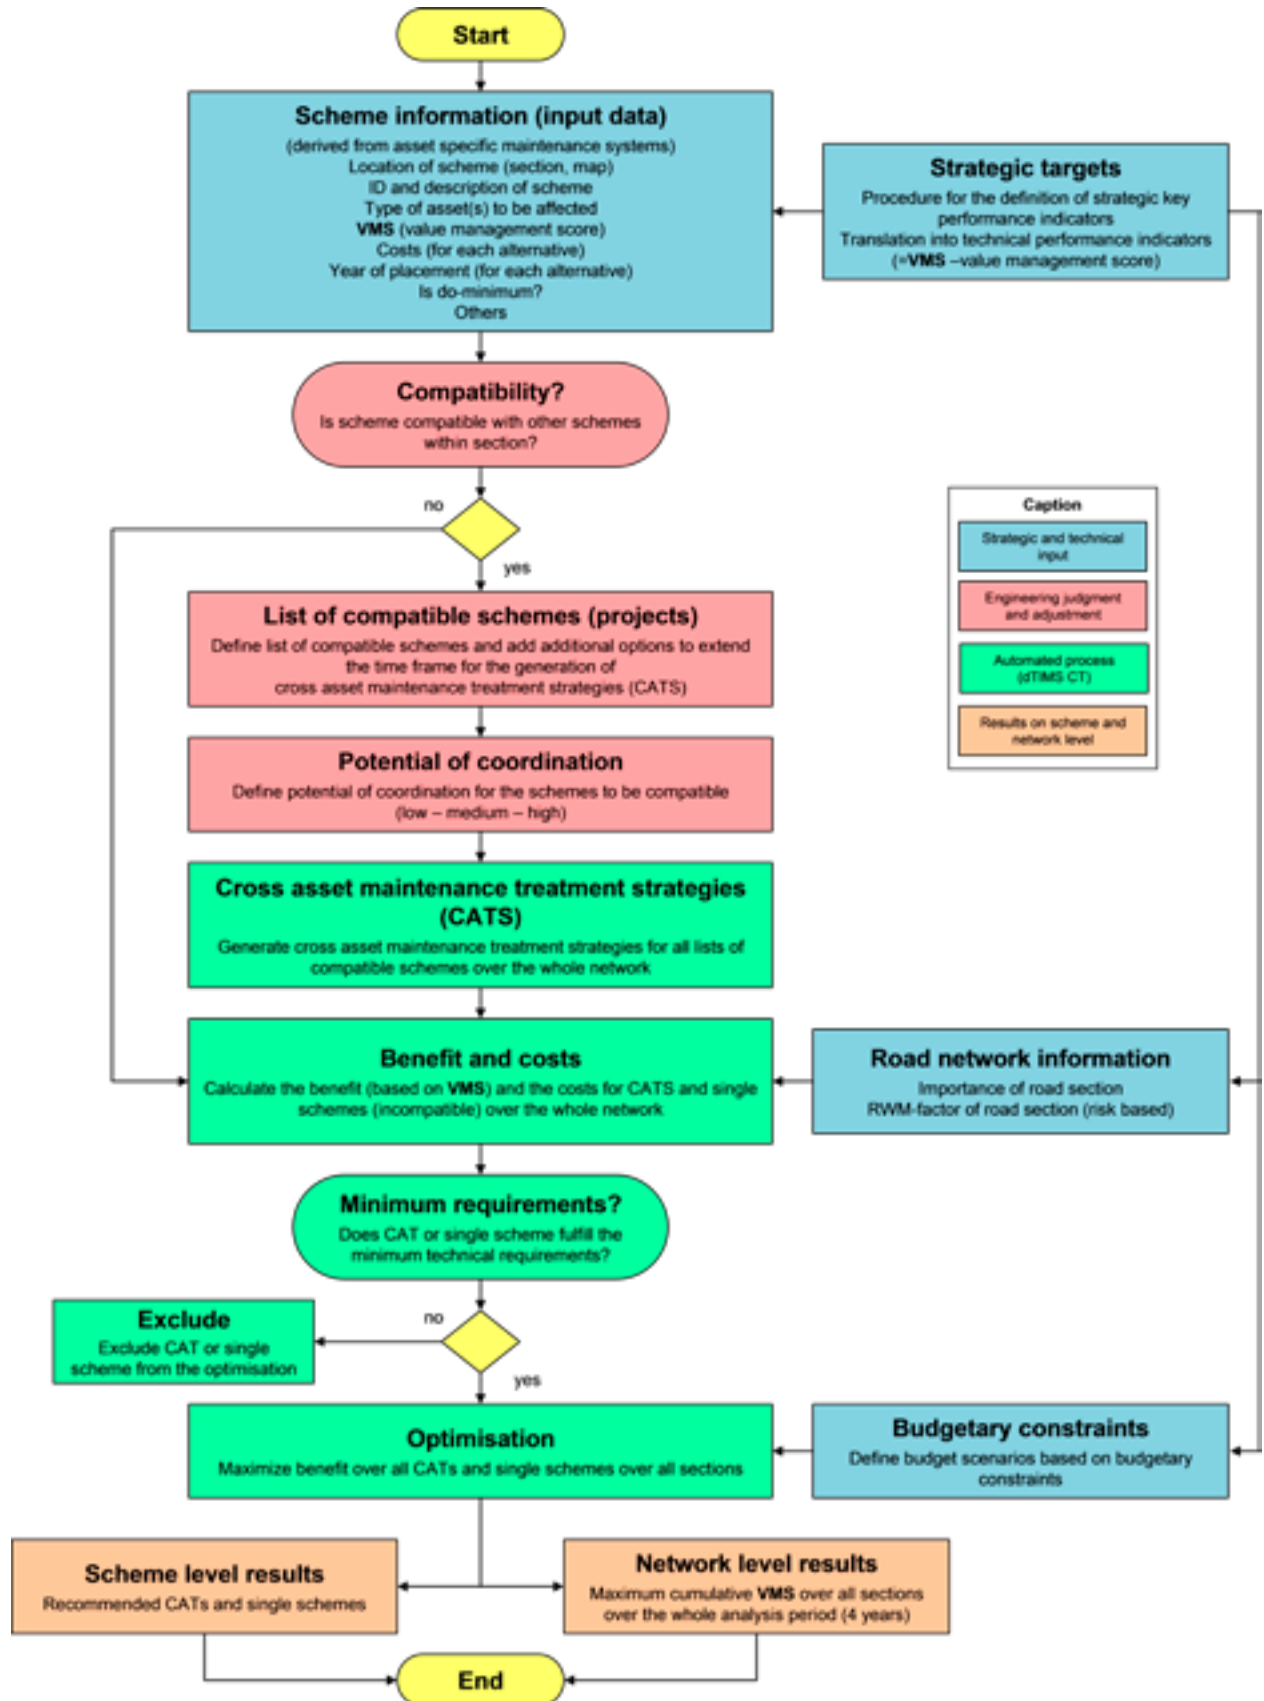 Start
Scheme information (input data)
(derived from asset specific maintenance systems)
Location of scheme (section, map)
ID and description of scheme
Type of asset(s) to be affected
VMS (value management score)
Costs (for each alternative)
Year of placement (for each alternative)
Is do-minimum?
Others
Strategic targets
Procedure for the definition of strategic key
performance indicators
Translation into technical performance indicators
(=VMS –value management score)
Compatibility?
Is scheme compatible with other schemes
within section?
no
yes
Caption
Strategic and technical
input
Engineering judgment
and adjustment
Automated process
(dTIMS CT)
Results on scheme and
network level
List of compatible schemes (projects)
Define list of compatible schemes and add additional options to extend
the time frame for the generation of
cross asset maintenance treatment strategies (CATS)
Potential of coordination
Define potential of coordination for the schemes to be compatible
(low – medium – high)
Cross asset maintenance treatment strategies
(CATS)
Generate cross asset maintenance treatment strategies for all lists of
compatible schemes over the whole network
Benefit and costs
Calculate the benefit (based on VMS) and the costs for CATS and single
schemes (incompatible) over the whole network
Road network information
Importance of road section
RWM-factor of road section (risk based)
Minimum requirements?
Does CAT or single scheme fulfill the
minimum technical requirements?
no
yes
Exclude
Exclude CAT or single
scheme from the optimisation
Optimisation
Maximize benefit over all CATs and single schemes over all sections
Budgetary constraints
Define budget scenarios based on budgetary
constraints
Scheme level results
Recommended CATs and single schemes
Network level results
Maximum cumulative VMS over all sections
over the whole analysis period (4 years)
End